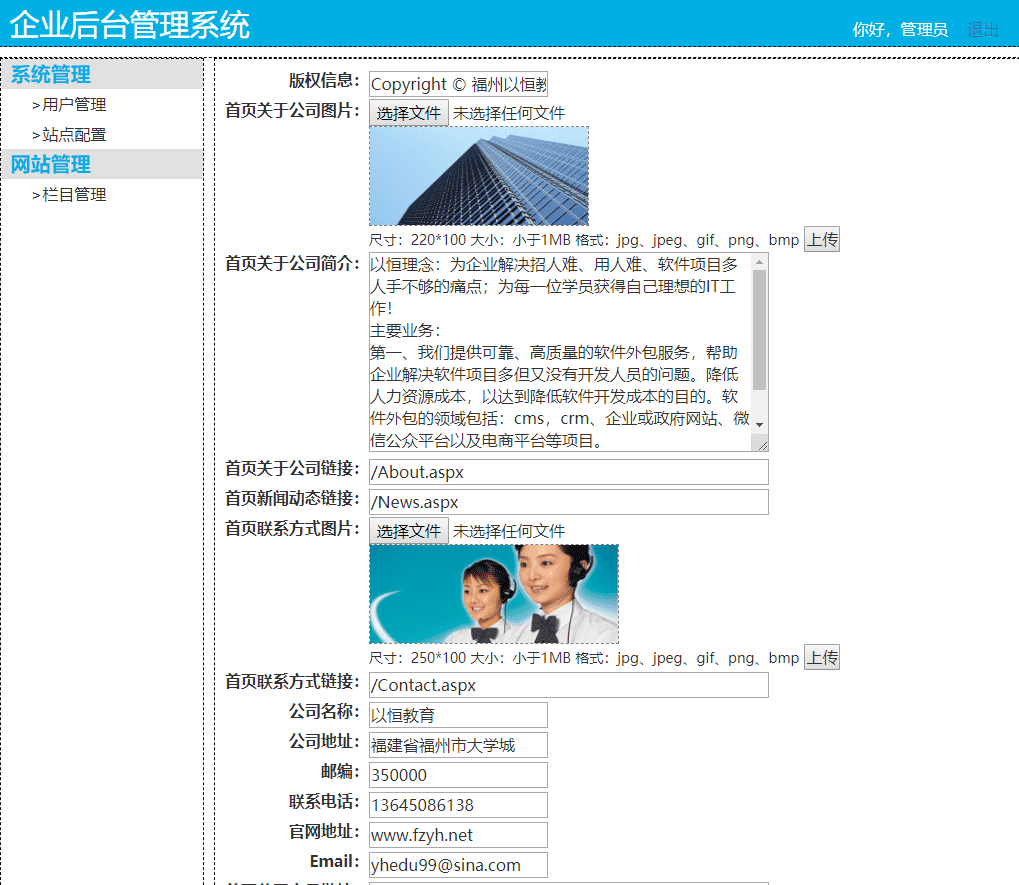 企业后台管理系统
你好，管理员 退出
系统管理
>用户管理
>站点配置
网站管理
>栏目管理
版权信息： Copyright © 福州以恒教
首页关于公司图片： 选择文件 未选择任何文件
尺寸：220*100 大小：小于1MB 格式：jpg、jpeg、gif、png、bmp 上传
首页关于公司简介： 以恒理念：为企业解决招人难、用人难、软件项目多
人手不够的痛点；为每一位学员获得自己理想的IT工
作！
主要业务：
第一、我们提供可靠、高质量的软件外包服务，帮助
企业解决软件项目多但又没有开发人员的问题。降低
人力资源成本，以达到降低软件开发成本的目的。软
件外包的领域包括：cms，crm、企业或政府网站、微
信公众平台以及电商平台等项目。
首页关于公司链接： /About.aspx
首页新闻动态链接： /News.aspx
首页联系方式图片： 选择文件 未选择任何文件
尺寸：250*100 大小：小于1MB 格式：jpg、jpeg、gif、png、bmp 上传
首页联系方式链接： /Contact.aspx
公司名称： 以恒教育
公司地址： 福建省福州市大学城
邮编： 350000
联系电话： 13645086138
官网地址： www.fzyh.net
Email： yhedu99@sina.com